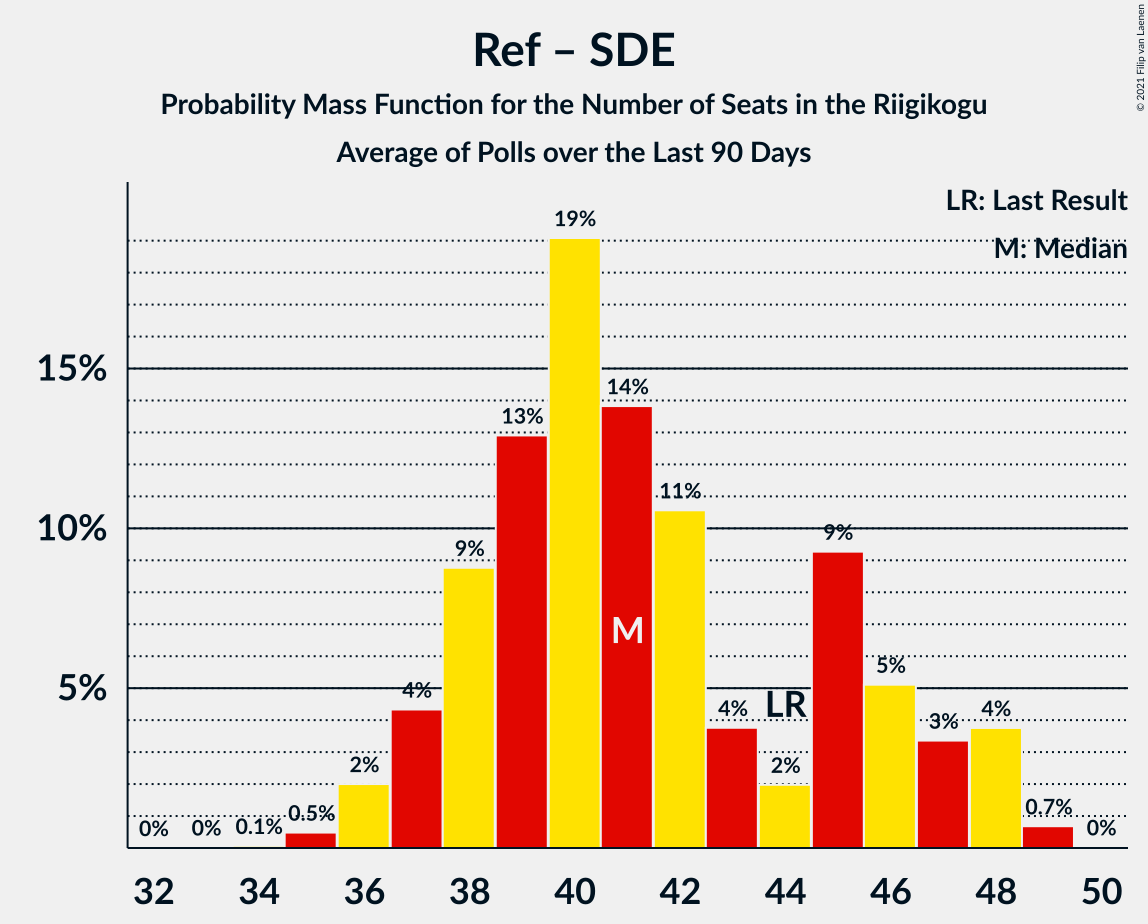 Ref – SDE
Probability Mass Function for the Number of Seats in the Riigikogu
Average of Polls over the Last 90 Days
© 2021 Filip van Laenen
LR: Last Result
M: Median
15%
10%
5%
0%
0%
0.1%
0.5%
2%
4%
9%
13%
19%
14%
11%
4%
2%
9%
5%
3%
4%
0.7%
0%
M
LR
32 34 36 38 40 42 44 46 48 50